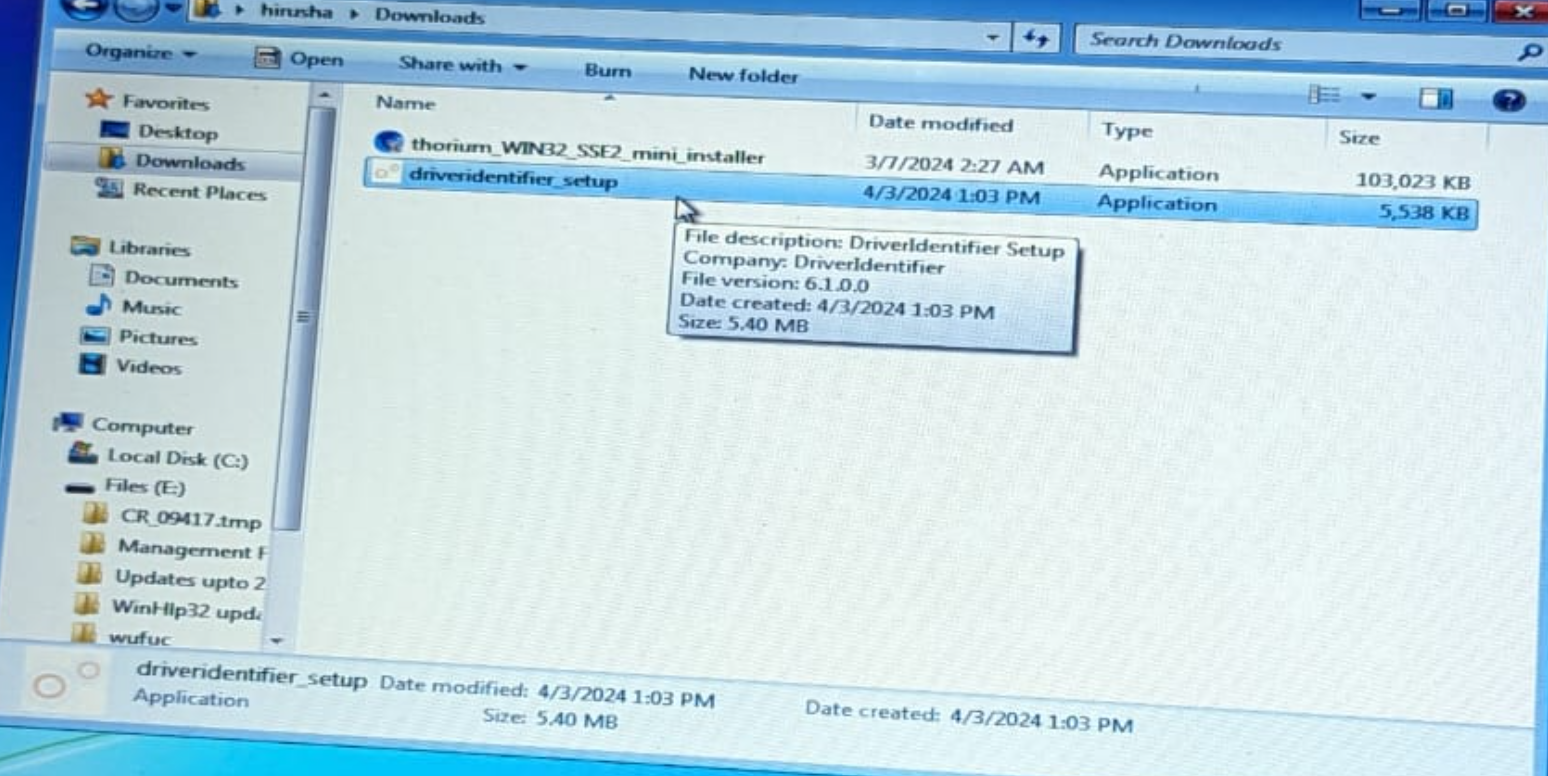 hirusha ▸ Downloads
Search Downloads
Organize Open Share with Burn New folder
Name Date modified Type Size
thorium_WIN32_SSE2_mini_installer 3/7/2024 2:27 AM Application 103,023 KB
driveridentifier_setup 4/3/2024 1:03 PM Application 5,538 KB
File description: DriverIdentifier Setup
Company: DriverIdentifier
File version: 6.1.0.0
Date created: 4/3/2024 1:03 PM
Size: 5.40 MB
Favorites
Desktop
Downloads
Recent Places
Libraries
Documents
Music
Pictures
Videos
Computer
Local Disk (C:)
Files (E:)
CR_09417.tmp
Management F
Updates upto 2
WinHlp32 upda
wufuc
driveridentifier_setup Date modified: 4/3/2024 1:03 PM Date created: 4/3/2024 1:03 PM
Application Size: 5.40 MB